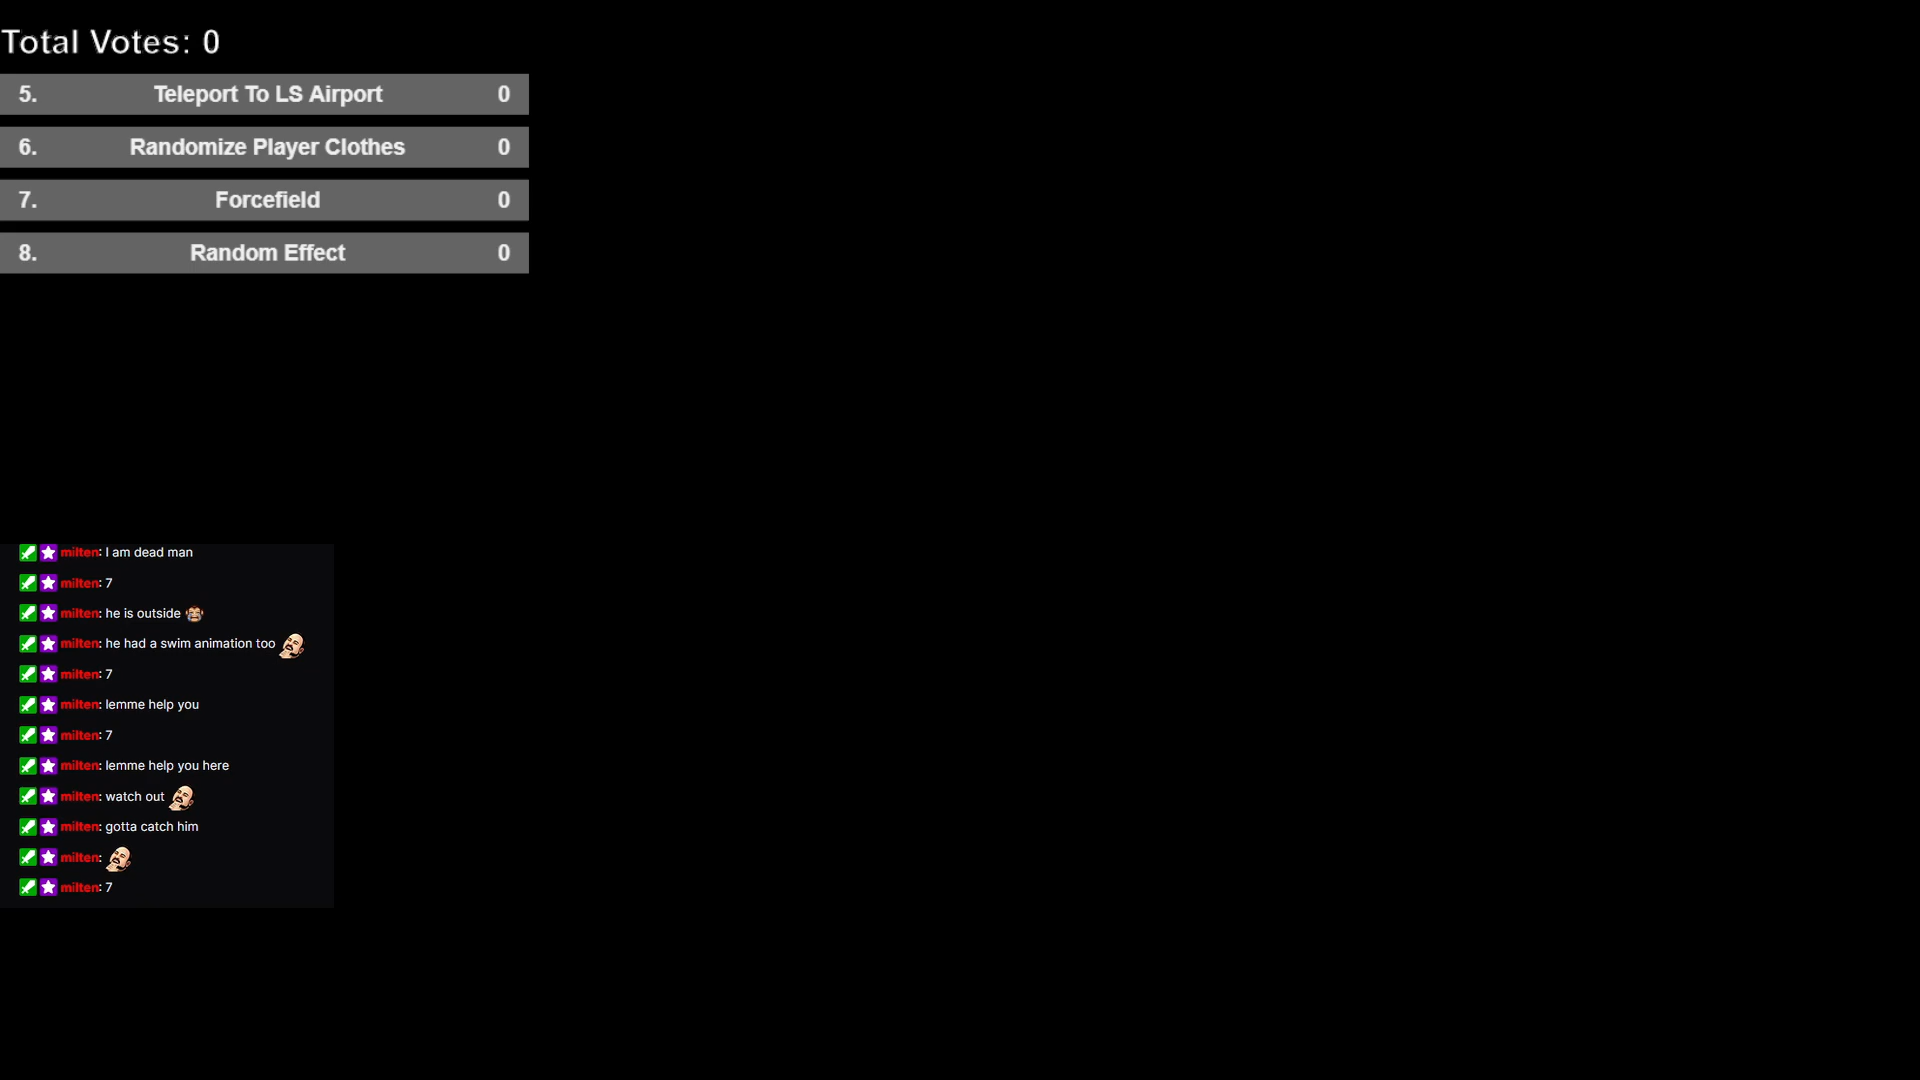 Total Votes: 0
5. Teleport To LS Airport 0
6. Randomize Player Clothes 0
7. Forcefield 0
8. Random Effect 0
milten: I am dead man
milten: 7
milten: he is outside
milten: he had a swim animation too
milten: 7
milten: lemme help you
milten: 7
milten: lemme help you here
milten: watch out
milten: gotta catch him
milten:
milten: 7